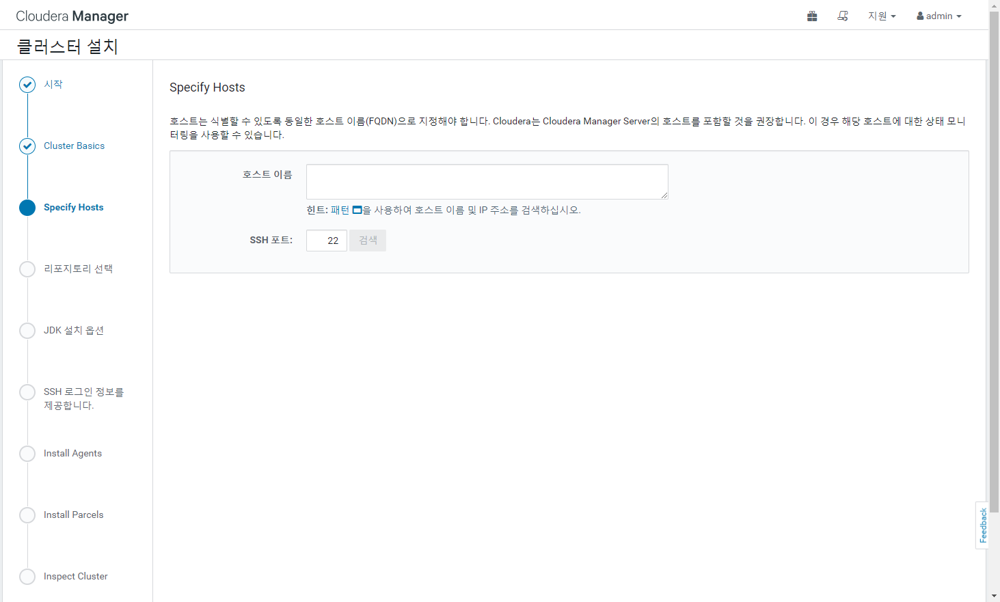 Cloudera Manager
지원
admin
클러스터 설치
시작
Cluster Basics
Specify Hosts
리포지토리 선택
JDK 설치 옵션
SSH 로그인 정보를
제공합니다.
Install Agents
Install Parcels
Inspect Cluster
Specify Hosts
호스트는 식별할 수 있도록 동일한 호스트 이름(FQDN)으로 지정해야 합니다. Cloudera는 Cloudera Manager Server의 호스트를 포함할 것을 권장합니다. 이 경우 해당 호스트에 대한 상태 모니
터링을 사용할 수 있습니다.
호스트 이름
힌트: 패턴 을 사용하여 호스트 이름 및 IP 주소를 검색하십시오.
SSH 포트: 22 검색
Feedback